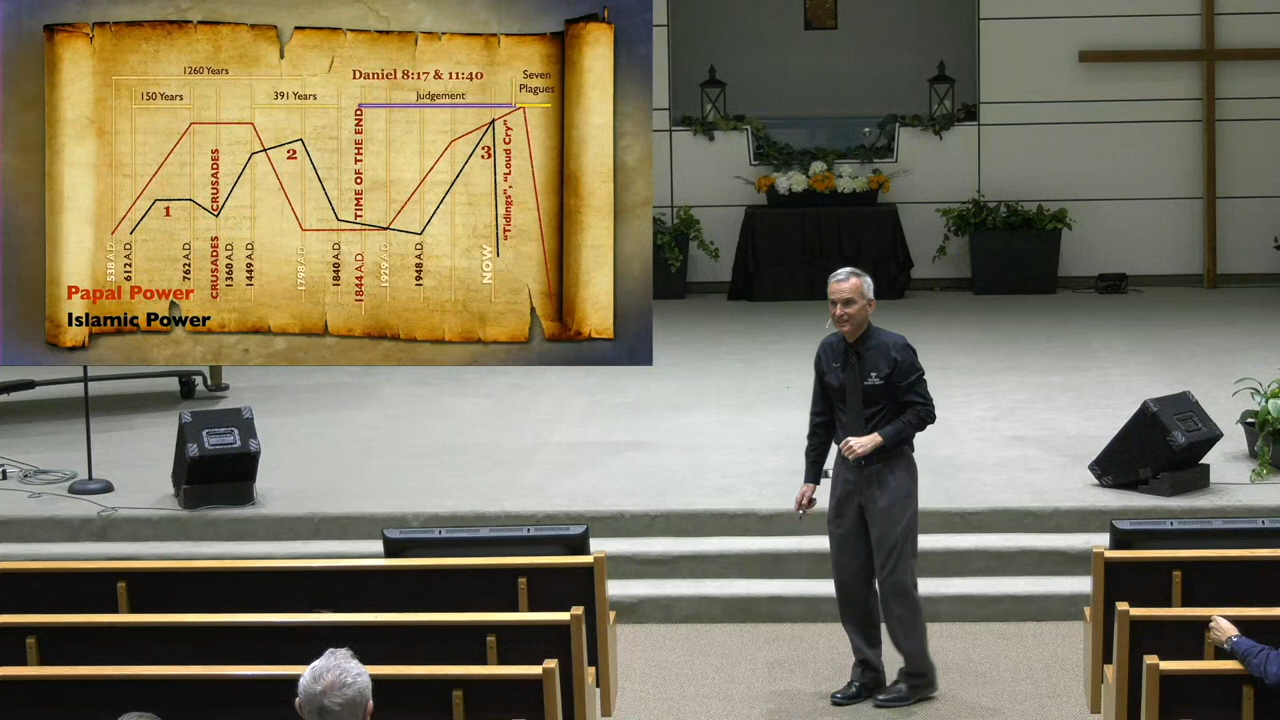 1260 Years
Daniel 8:17 & 11:40
Seven
Plagues
150 Years
391 Years
Judgement
1
CRUSADES
2
TIME OF THE END
3
"Tidings", "Loud Cry"
538 A.D.
612 A.D.
762 A.D.
CRUSADES
1360 A.D.
1449 A.D.
1798 A.D.
1840 A.D.
1844 A.D.
1929 A.D.
1948 A.D.
NOW
Papal Power
Islamic Power